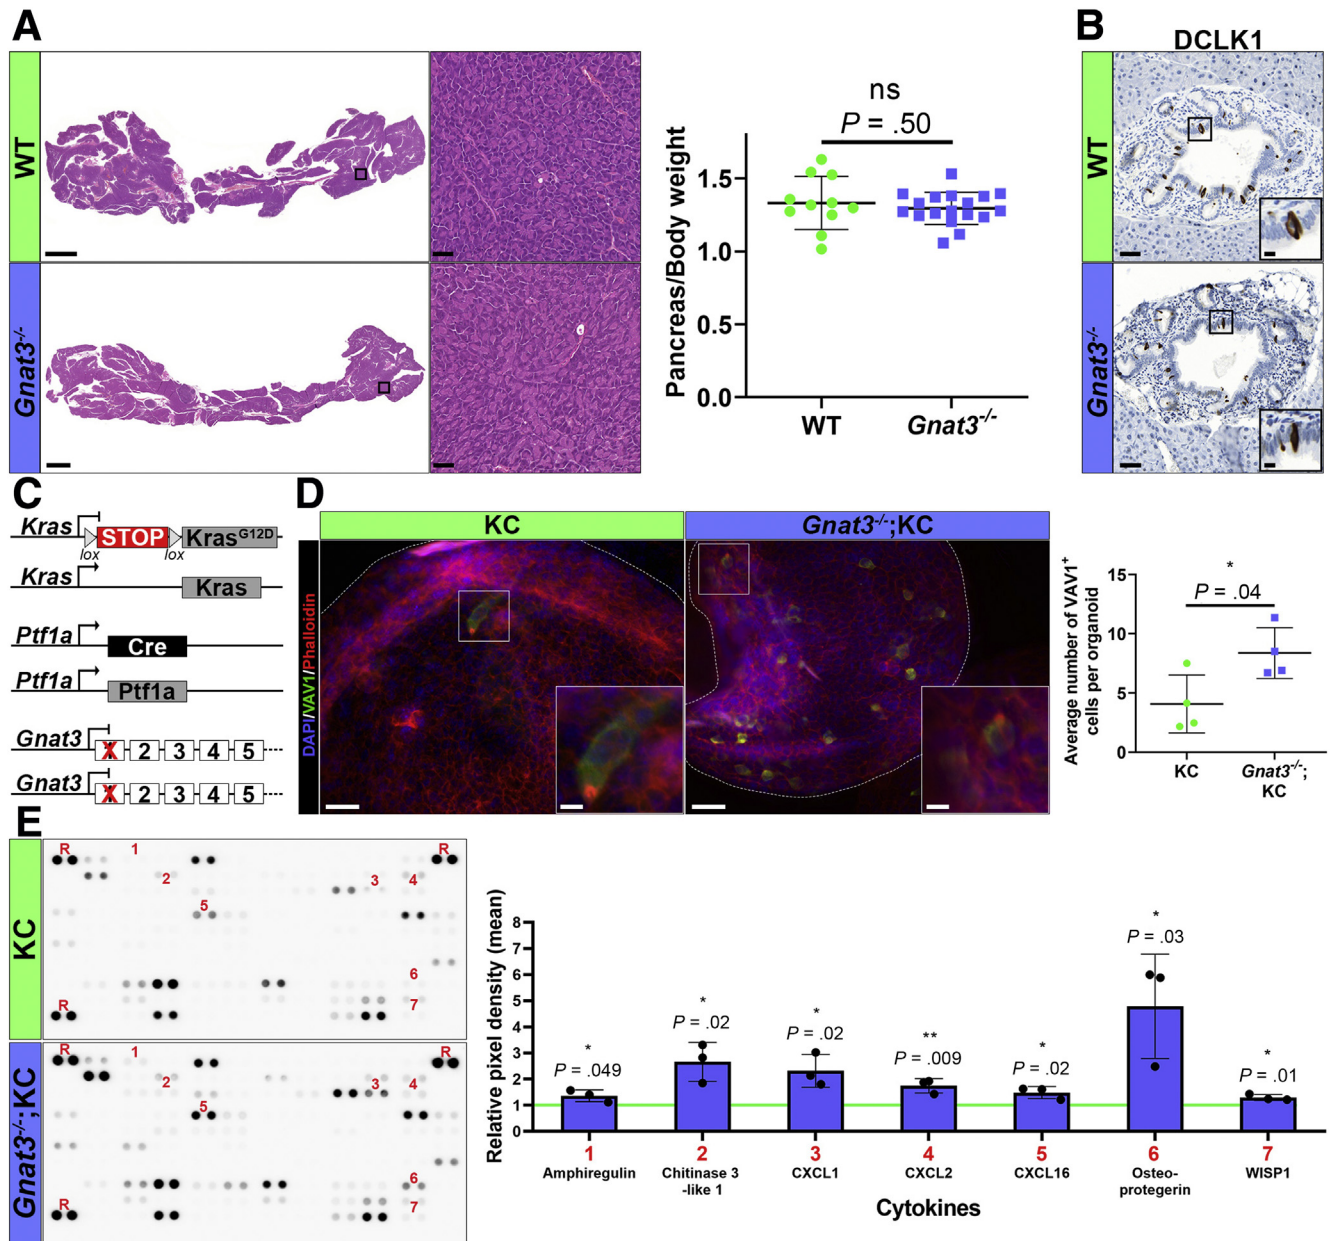 A
WT
Gnat3-/-
ns
P = .50
Pancreas/Body weight
1.5
1.0
0.5
0.0
WT
Gnat3-/-
B
DCLK1
WT
Gnat3-/-
C
Kras
STOP
KrasG12D
lox
lox
Kras
Kras
Ptf1a
Cre
Ptf1a
Ptf1a
Gnat3
X 2 3 4 5
Gnat3
X 2 3 4 5
D
KC
Gnat3-/-;KC
DAPI/VAV1/Phalloidin
Average number of VAV1+
cells per organoid
*
P = .04
15
10
5
0
KC
Gnat3-/-;
KC
E
KC
R
1
R
2
3
4
5
6
R
7
Gnat3-/-;KC
R
1
R
2
3
4
5
6
R
7
Relative pixel density (mean)
8
7
6
5
4
3
2
1
0
*
P = .049
*
P = .02
*
P = .02
**
P = .009
*
P = .02
*
P = .03
*
P = .01
1 2 3 4 5 6 7
Amphiregulin
Chitinase 3
-like 1
CXCL1
CXCL2
CXCL16
Osteo-
protegerin
WISP1
Cytokines